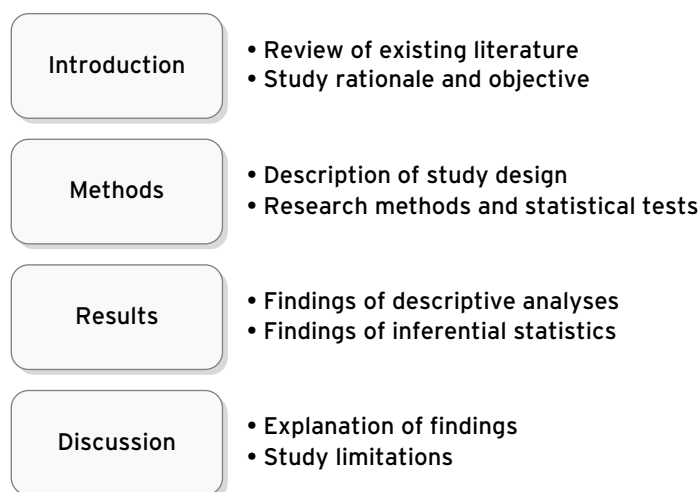 Introduction
• Review of existing literature
• Study rationale and objective
Methods
• Description of study design
• Research methods and statistical tests
Results
• Findings of descriptive analyses
• Findings of inferential statistics
Discussion
• Explanation of findings
• Study limitations